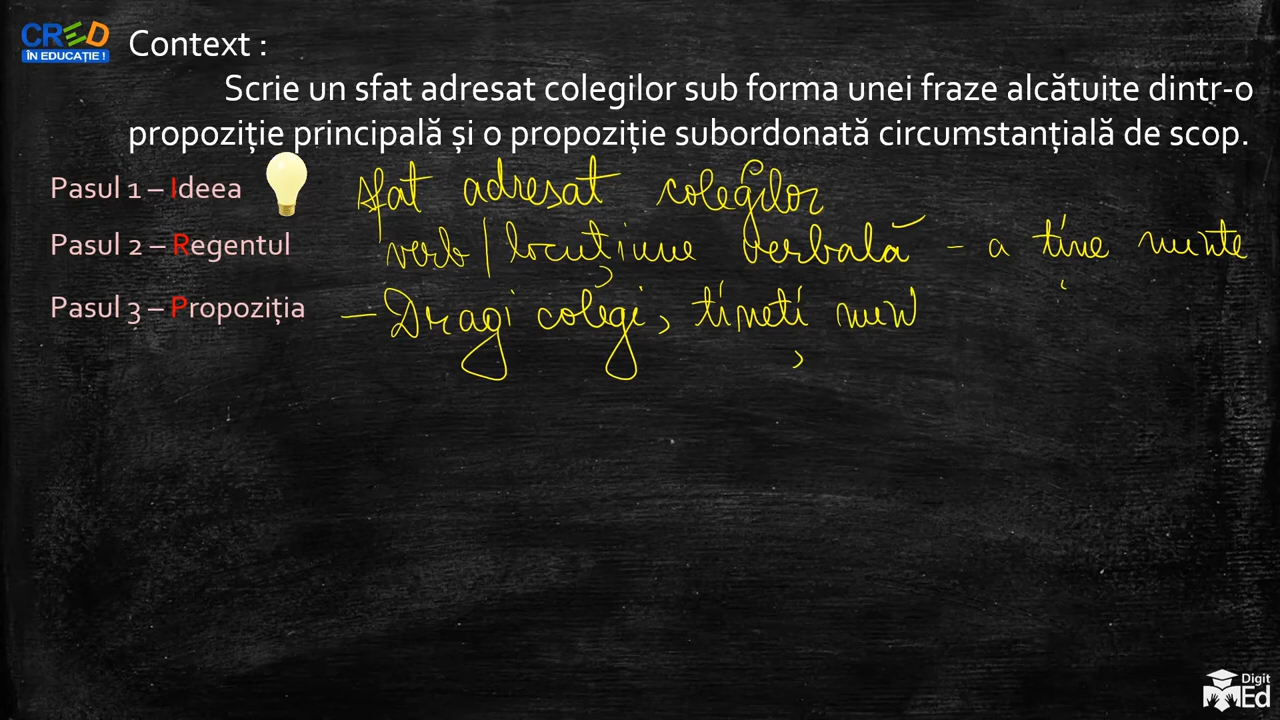 CRED
ÎN EDUCAȚIE !
Context :
Scrie un sfat adresat colegilor sub forma unei fraze alcătuite dintr-o
propoziție principală și o propoziție subordonată circumstanțială de scop.
Pasul 1 – Ideea sfat adresat colegilor
Pasul 2 – Regentul verb | locuțiune verbală – a ține minte
Pasul 3 – Propoziția – Dragi colegi, țineți min
Digit
Ed